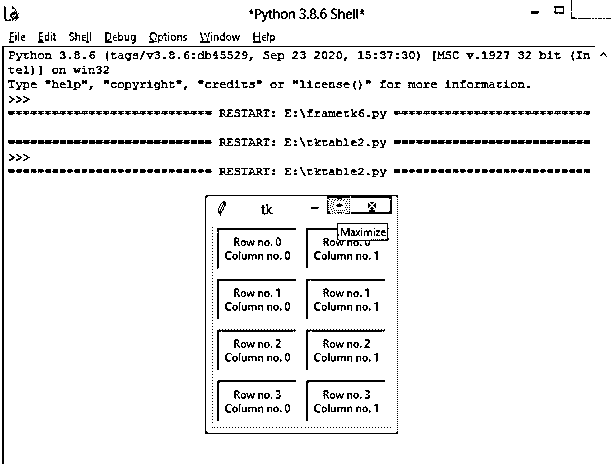 *Python 3.8.6 Shell*
File Edit Shell Debug Options Window Help
Python 3.8.6 (tags/v3.8.6:db45529, Sep 23 2020, 15:37:30) [MSC v.1927 32 bit (In
tel)] on win32
Type "help", "copyright", "credits" or "license()" for more information.
>>>
=========================== RESTART: E:\frametk6.py ==========================
=========================== RESTART: E:\tktable2.py ==========================
>>>
=========================== RESTART: E:\tktable2.py ==========================
tk
Maximize
Row no. 0 Row no. 0
Column no. 0 Column no. 1
Row no. 1 Row no. 1
Column no. 0 Column no. 1
Row no. 2 Row no. 2
Column no. 0 Column no. 1
Row no. 3 Row no. 3
Column no. 0 Column no. 1